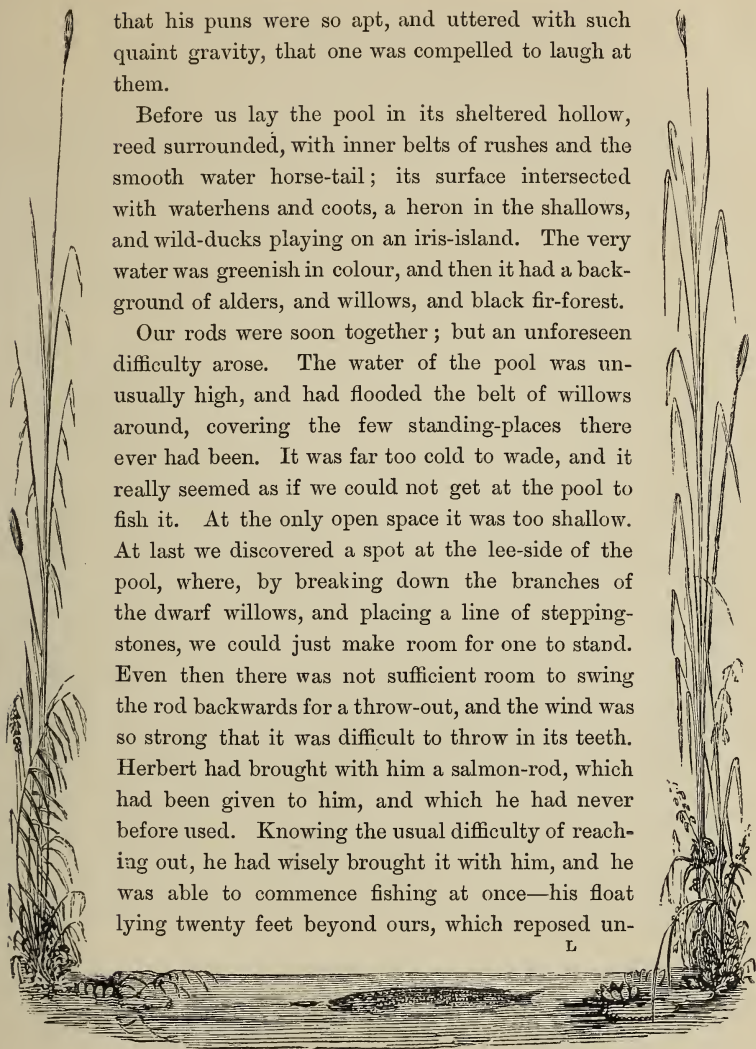 that his puns were so apt, and uttered with such
quaint gravity, that one was compelled to laugh at
them.
Before us lay the pool in its sheltered hollow,
reed surrounded, with inner belts of rushes and the
smooth water horse-tail; its surface intersected
with waterhens and coots, a heron in the shallows,
and wild-ducks playing on an iris-island. The very
water was greenish in colour, and then it had a back-
ground of alders, and willows, and black fir-forest.
Our rods were soon together; but an unforeseen
difficulty arose. The water of the pool was un-
usually high, and had flooded the belt of willows
around, covering the few standing-places there
ever had been. It was far too cold to wade, and it
really seemed as if we could not get at the pool to
fish it. At the only open space it was too shallow.
At last we discovered a spot at the lee-side of the
pool, where, by breaking down the branches of
the dwarf willows, and placing a line of stepping-
stones, we could just make room for one to stand.
Even then there was not sufficient room to swing
the rod backwards for a throw-out, and the wind was
so strong that it was difficult to throw in its teeth.
Herbert had brought with him a salmon-rod, which
had been given to him, and which he had never
before used. Knowing the usual difficulty of reach-
ing out, he had wisely brought it with him, and he
was able to commence fishing at once—his float
lying twenty feet beyond ours, which reposed un-
L